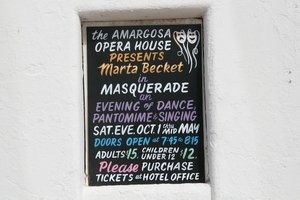 the AMARGOSA
OPERA HOUSE
PRESENTS
Marta Becket
in
MASQUERADE
an
EVENING of DANCE,
PANTOMIME & SINGING
SAT. EVE. OCT. 1 THRU MID MAY
DOORS OPEN at 7:45 & 8:15
ADULTS $15. CHILDREN UNDER 12 $12.
Please PURCHASE
TICKETS at HOTEL OFFICE